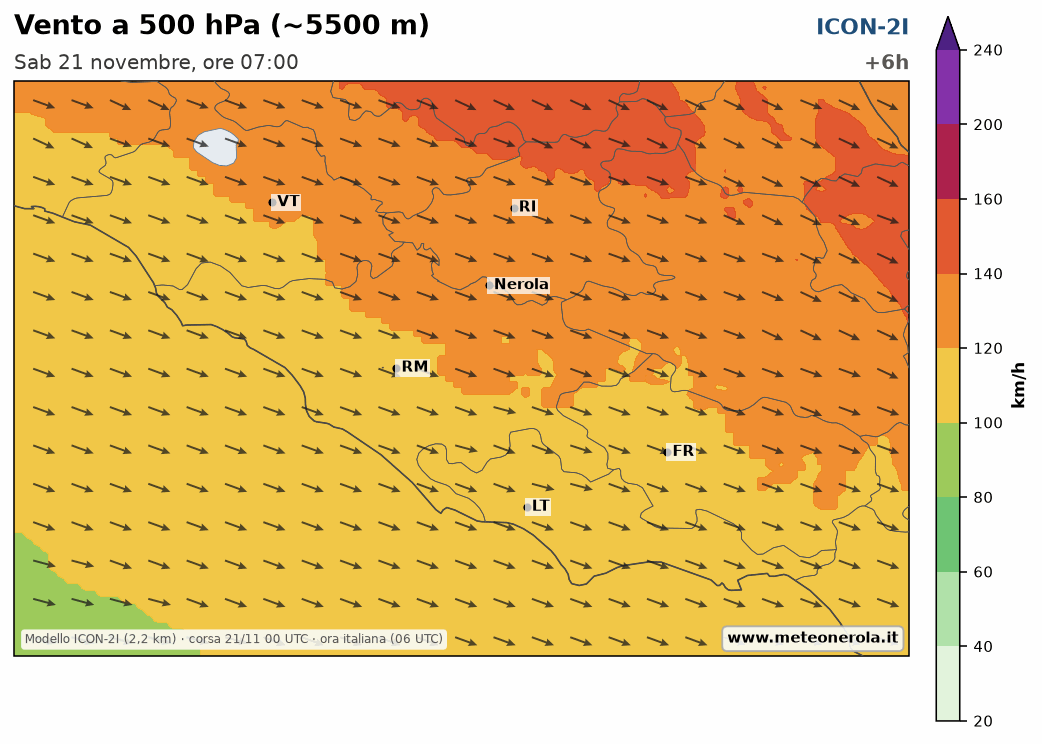 Vento a 500 hPa (~5500 m)
ICON-2I
Sab 21 novembre, ore 07:00
+6h
240
200
160
140
120
100
80
60
40
20
km/h
VT
RI
Nerola
RM
FR
LT
Modello ICON-2I (2,2 km) · corsa 21/11 00 UTC · ora italiana (06 UTC)
www.meteonerola.it